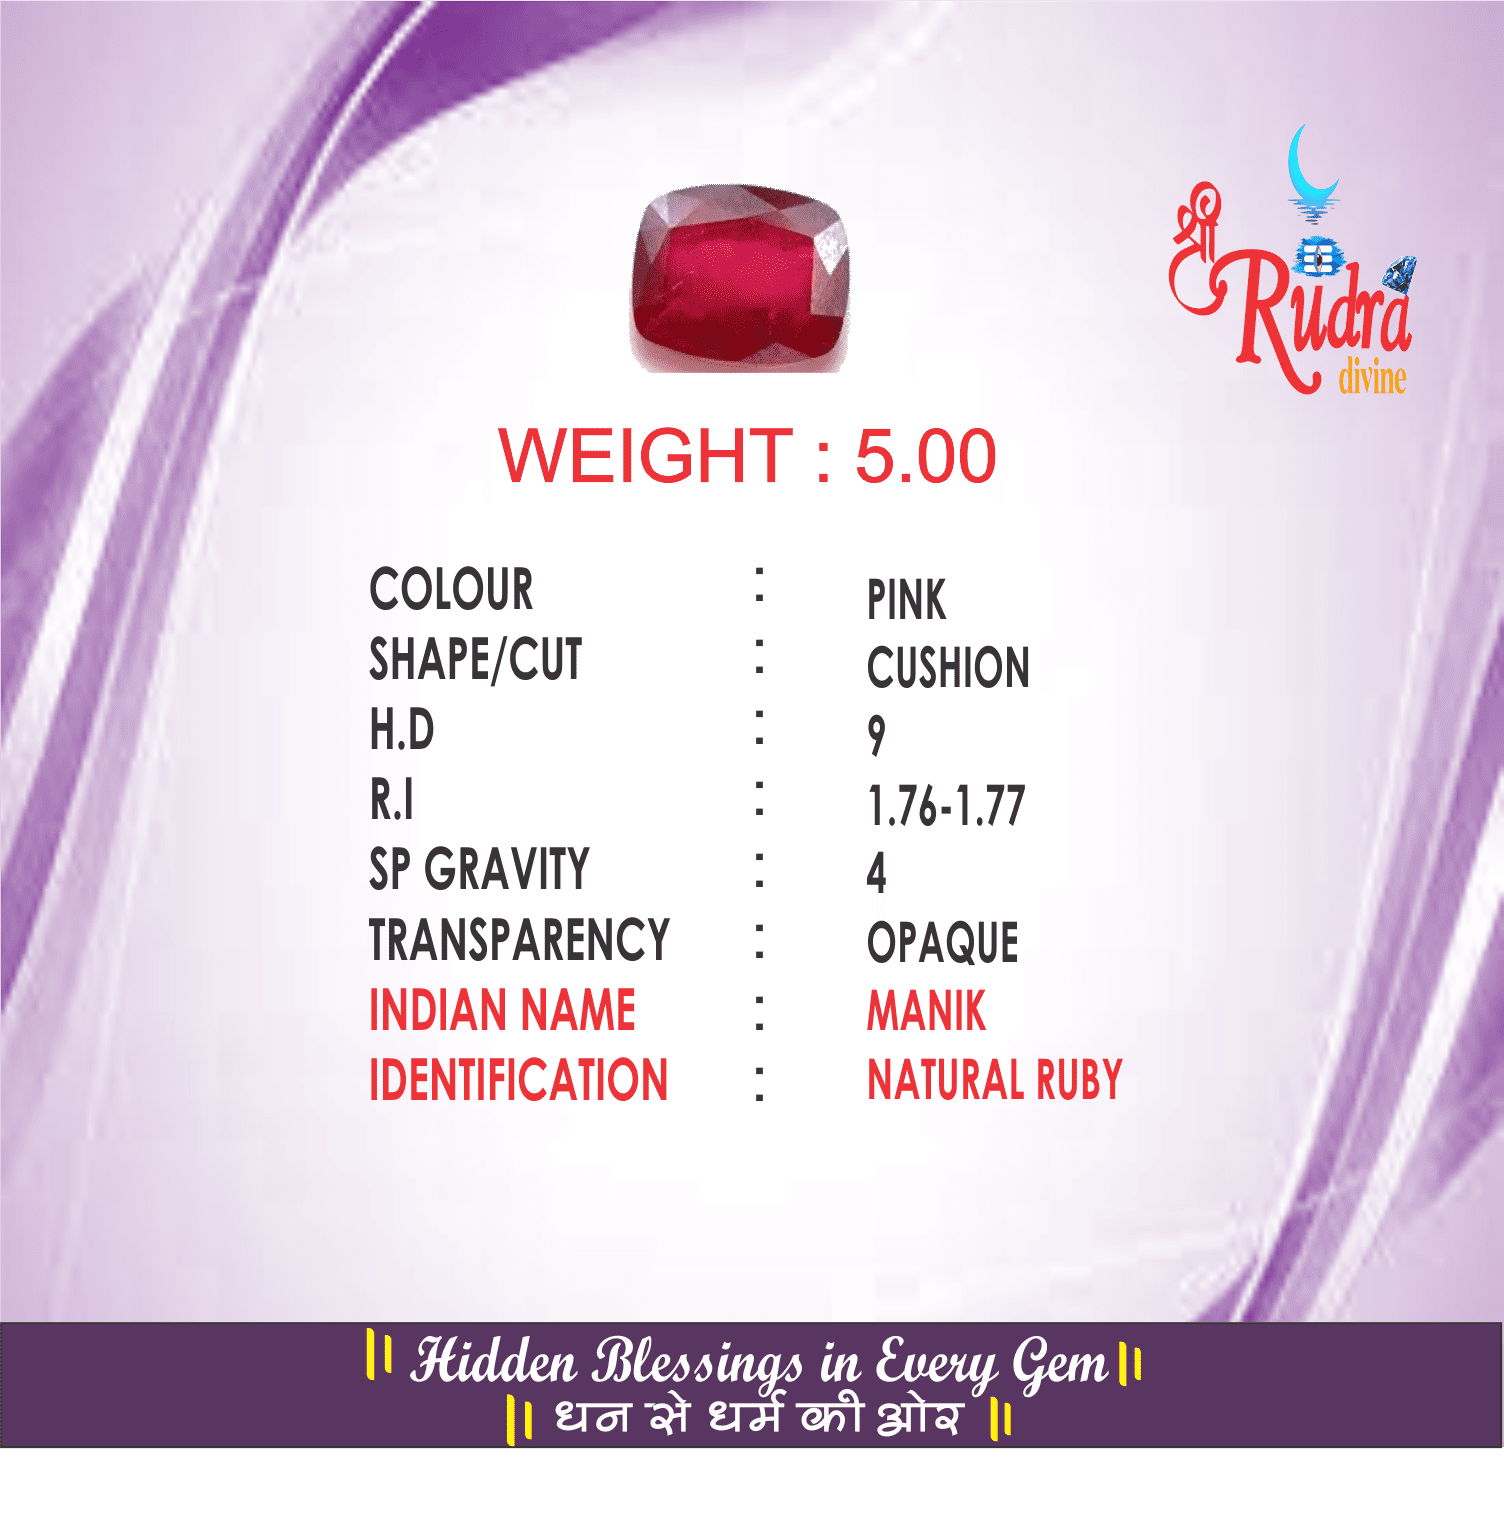 श्री
Rudra
divine
WEIGHT : 5.00
COLOUR : PINK
SHAPE/CUT : CUSHION
H.D : 9
R.I : 1.76-1.77
SP GRAVITY : 4
TRANSPARENCY : OPAQUE
INDIAN NAME : MANIK
IDENTIFICATION : NATURAL RUBY
|| Hidden Blessings in Every Gem ||
|| धन से धर्म की ओर ||